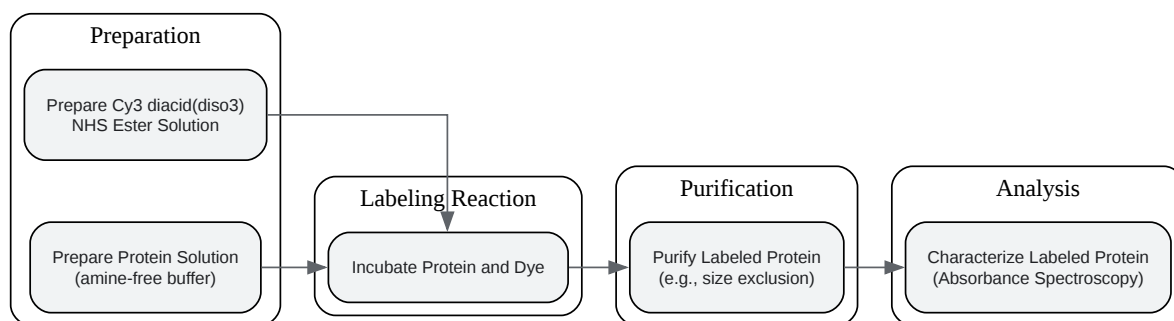 Preparation
Prepare Cy3 diacid(diso3)
NHS Ester Solution
Prepare Protein Solution
(amine-free buffer)
Labeling Reaction
Incubate Protein and Dye
Purification
Purify Labeled Protein
(e.g., size exclusion)
Analysis
Characterize Labeled Protein
(Absorbance Spectroscopy)